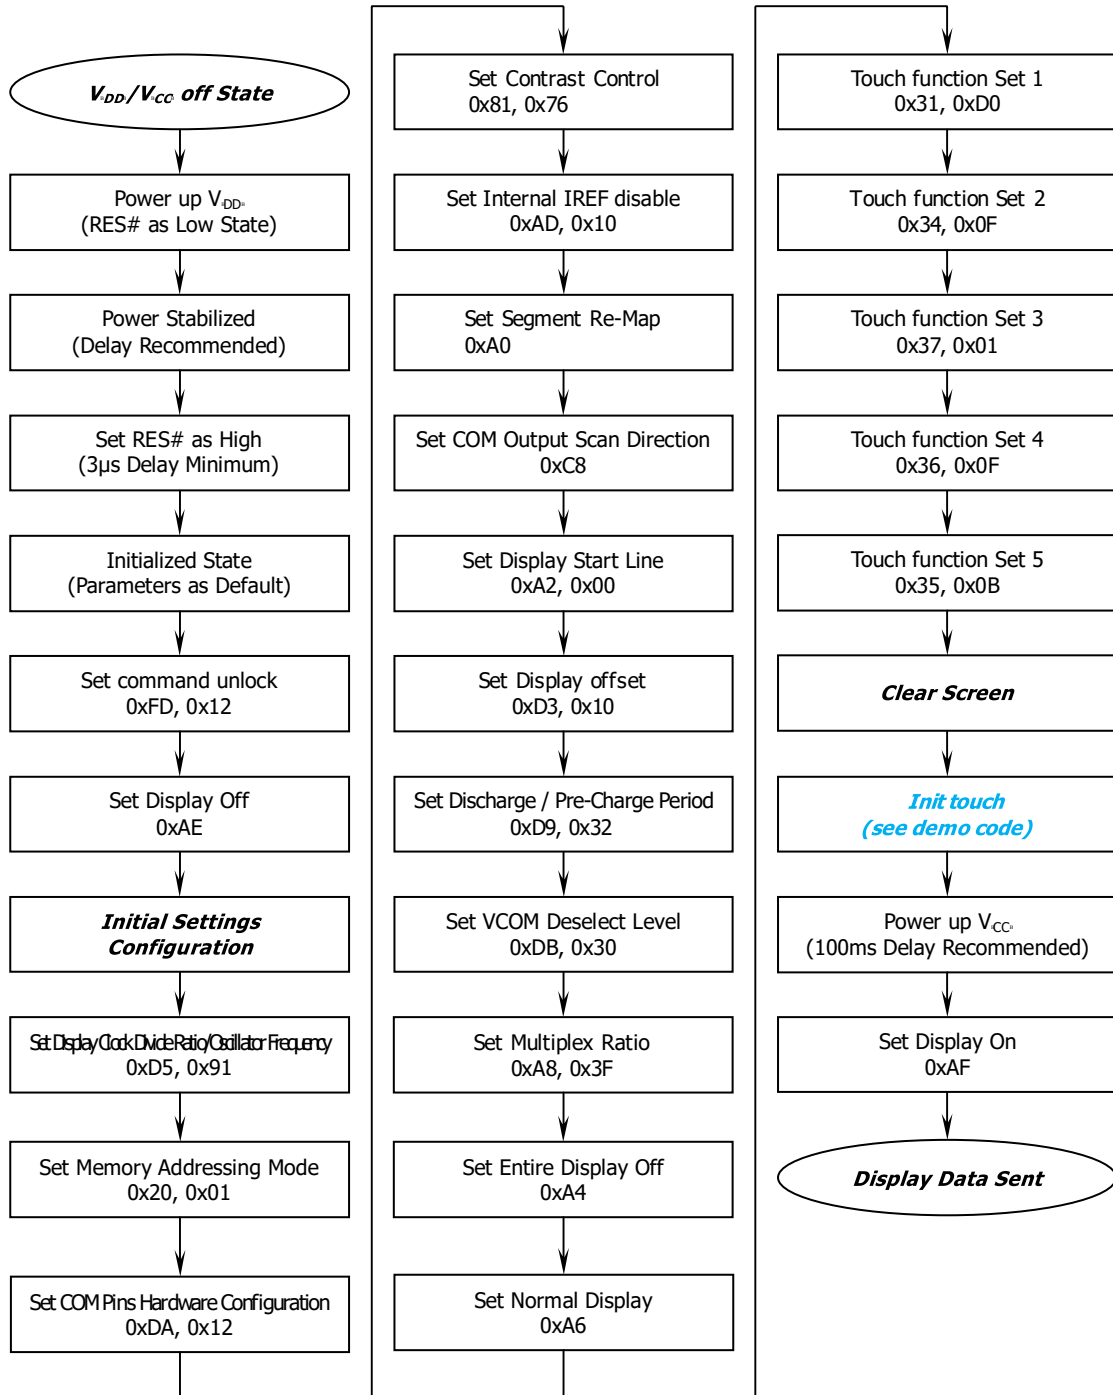 VDD/VCC off State
Power up VDD
(RES# as Low State)
Power Stabilized
(Delay Recommended)
Set RES# as High
(3µs Delay Minimum)
Initialized State
(Parameters as Default)
Set command unlock
0xFD, 0x12
Set Display Off
0xAE
Initial Settings
Configuration
Set Display Clock Divide Ratio/Oscillator Frequency
0xD5, 0x91
Set Memory Addressing Mode
0x20, 0x01
Set COM Pins Hardware Configuration
0xDA, 0x12
Set Contrast Control
0x81, 0x76
Set Internal IREF disable
0xAD, 0x10
Set Segment Re-Map
0xA0
Set COM Output Scan Direction
0xC8
Set Display Start Line
0xA2, 0x00
Set Display offset
0xD3, 0x10
Set Discharge / Pre-Charge Period
0xD9, 0x32
Set VCOM Deselect Level
0xDB, 0x30
Set Multiplex Ratio
0xA8, 0x3F
Set Entire Display Off
0xA4
Set Normal Display
0xA6
Touch function Set 1
0x31, 0xD0
Touch function Set 2
0x34, 0x0F
Touch function Set 3
0x37, 0x01
Touch function Set 4
0x36, 0x0F
Touch function Set 5
0x35, 0x0B
Clear Screen
Init touch
(see demo code)
Power up VCC
(100ms Delay Recommended)
Set Display On
0xAF
Display Data Sent